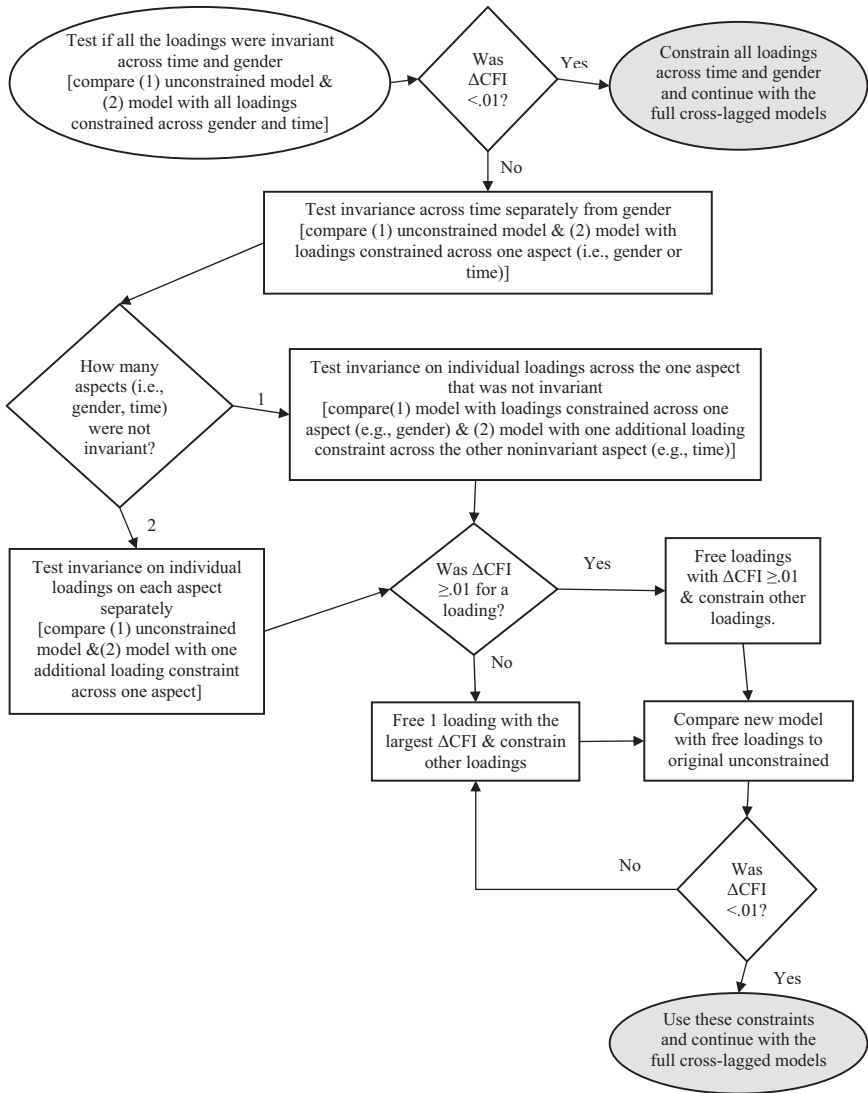 Test if all the loadings were invariant
across time and gender
[compare (1) unconstrained model &
(2) model with all loadings
constrained across gender and time]
Was
ΔCFI
<.01?
Yes
Constrain all loadings
across time and gender
and continue with the
full cross-lagged models
No
Test invariance across time separately from gender
[compare (1) unconstrained model & (2) model with
loadings constrained across one aspect (i.e., gender or
time)]
How many
aspects (i.e.,
gender, time)
were not
invariant?
1
Test invariance on individual loadings across the one aspect
that was not invariant
[compare(1) model with loadings constrained across one
aspect (e.g., gender) & (2) model with one additional loading
constraint across the other noninvariant aspect (e.g., time)]
2
Test invariance on individual
loadings on each aspect
separately
[compare (1) unconstrained
model &(2) model with one
additional loading constraint
across one aspect]
Was ΔCFI
≥.01 for a
loading?
Yes
Free loadings
with ΔCFI ≥.01
& constrain other
loadings.
No
Free 1 loading with the
largest ΔCFI & constrain
other loadings
Compare new model
with free loadings to
original unconstrained
No
Was
ΔCFI
<.01?
Yes
Use these constraints
and continue with the
full cross-lagged models